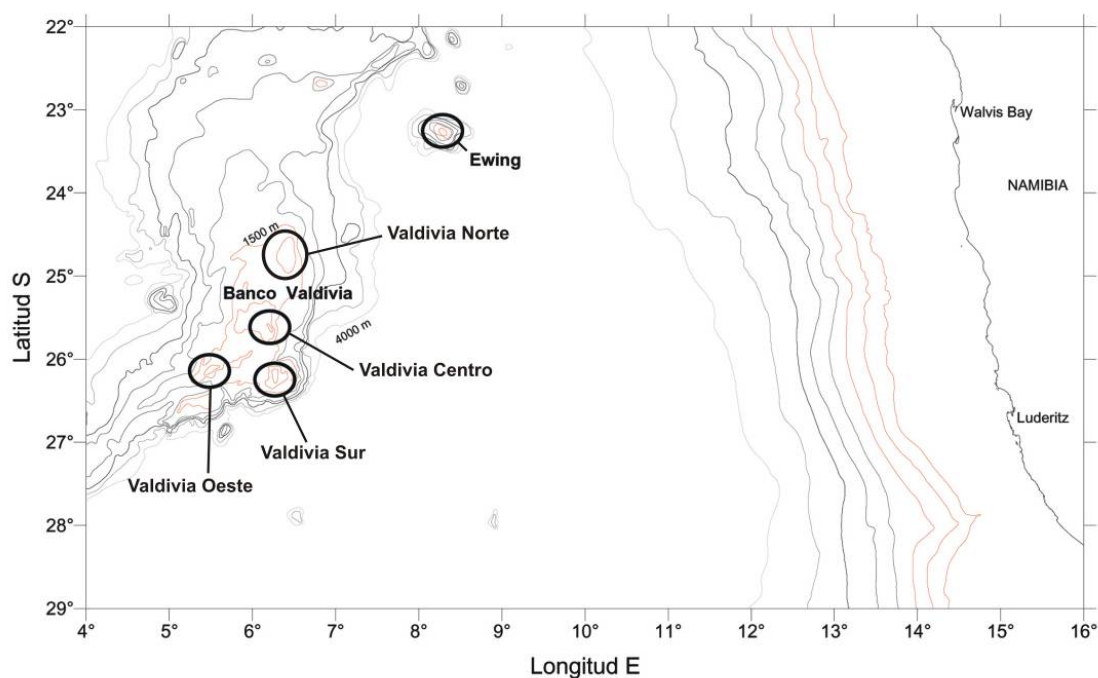 22°
23°
24°
25°
26°
27°
28°
29°
Latitud S
4°
5°
6°
7°
8°
9°
10°
11°
12°
13°
14°
15°
16°
Longitud E
Ewing
Walvis Bay
NAMIBIA
1500 m
Valdivia Norte
Banco Valdivia
4000 m
Valdivia Centro
Valdivia Sur
Valdivia Oeste
Luderitz